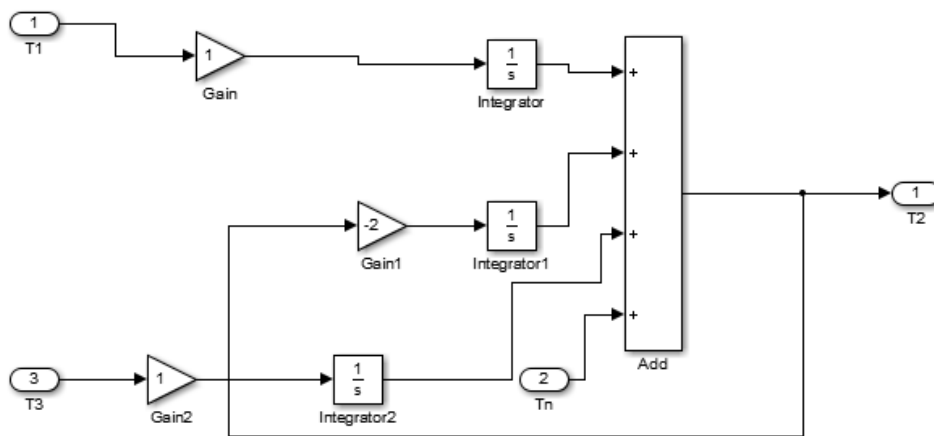 1
T1
1
Gain
1
s
Integrator
+
+
+
+
Add
-2
Gain1
1
s
Integrator1
1
T2
3
T3
1
Gain2
1
s
Integrator2
2
Tn